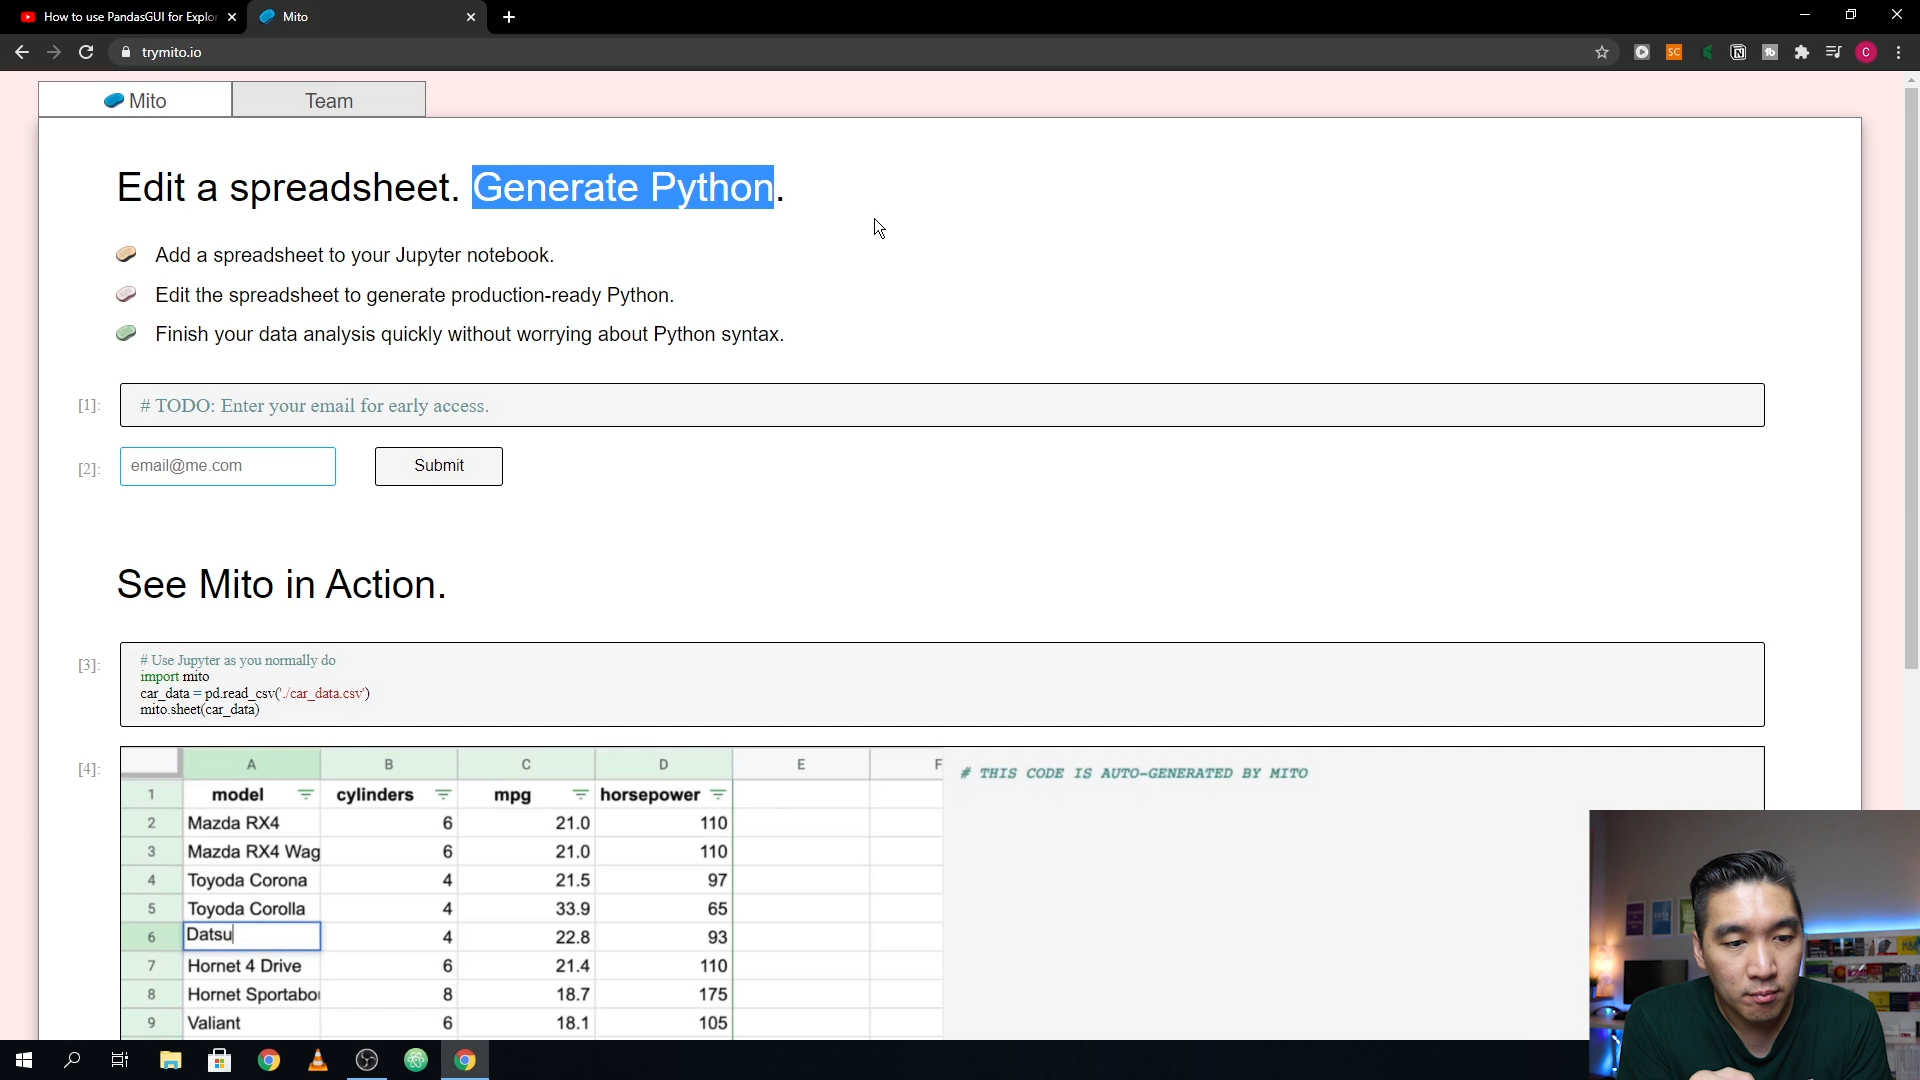 How to use PandasGUI for Explor
Mito
trymito.io
SC
tb
C
Mito
Team
Edit a spreadsheet. Generate Python.
Add a spreadsheet to your Jupyter notebook.
Edit the spreadsheet to generate production-ready Python.
Finish your data analysis quickly without worrying about Python syntax.
[1]:
# TODO: Enter your email for early access.
[2]:
email@me.com
Submit
See Mito in Action.
[3]:
# Use Jupyter as you normally do
import mito
car_data = pd.read_csv('./car_data.csv')
mito.sheet(car_data)
[4]:
A B C D E F
1 model cylinders mpg horsepower
2 Mazda RX4 6 21.0 110
3 Mazda RX4 Wag 6 21.0 110
4 Toyoda Corona 4 21.5 97
5 Toyoda Corolla 4 33.9 65
6 Datsu 4 22.8 93
7 Hornet 4 Drive 6 21.4 110
8 Hornet Sportabo 8 18.7 175
9 Valiant 6 18.1 105
# THIS CODE IS AUTO-GENERATED BY MITO